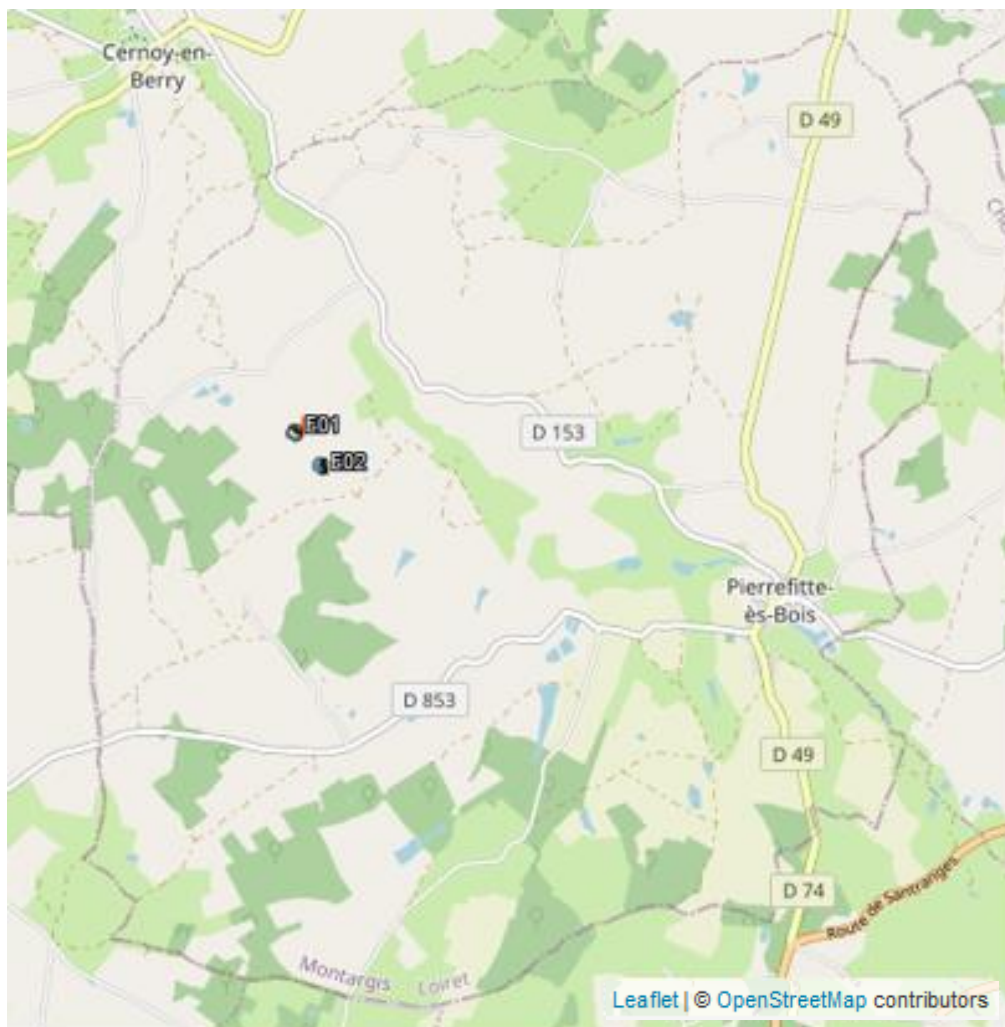 Cernoy-en-
Berry
D 49
E01
D 153
E02
Pierrefitte-
ès-Bois
D 853
D 49
D 74
Route de Santranges
Montargis
Loiret
Leaflet | © OpenStreetMap contributors